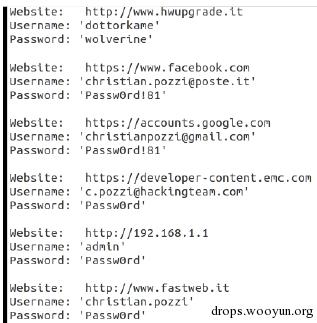 Website: http://www.hwupgrade.it
Username: 'dottorkame'
Password: 'wolverine'
Website: https://www.facebook.com
Username: 'christian.pozzi@poste.it'
Password: 'Passw0rd!81'
Website: https://accounts.google.com
Username: 'christianpozzi@gmail.com'
Password: 'Passw0rd!81'
Website: https://developer-content.emc.com
Username: 'c.pozzi@hackingteam.com'
Password: 'Passw0rd'
Website: http://192.168.1.1
Username: 'admin'
Password: 'Passw0rd'
Website: http://www.fastweb.it
Username: 'christian.pozzi'
Password: 'Passw0rd'
drops.wooyun.org